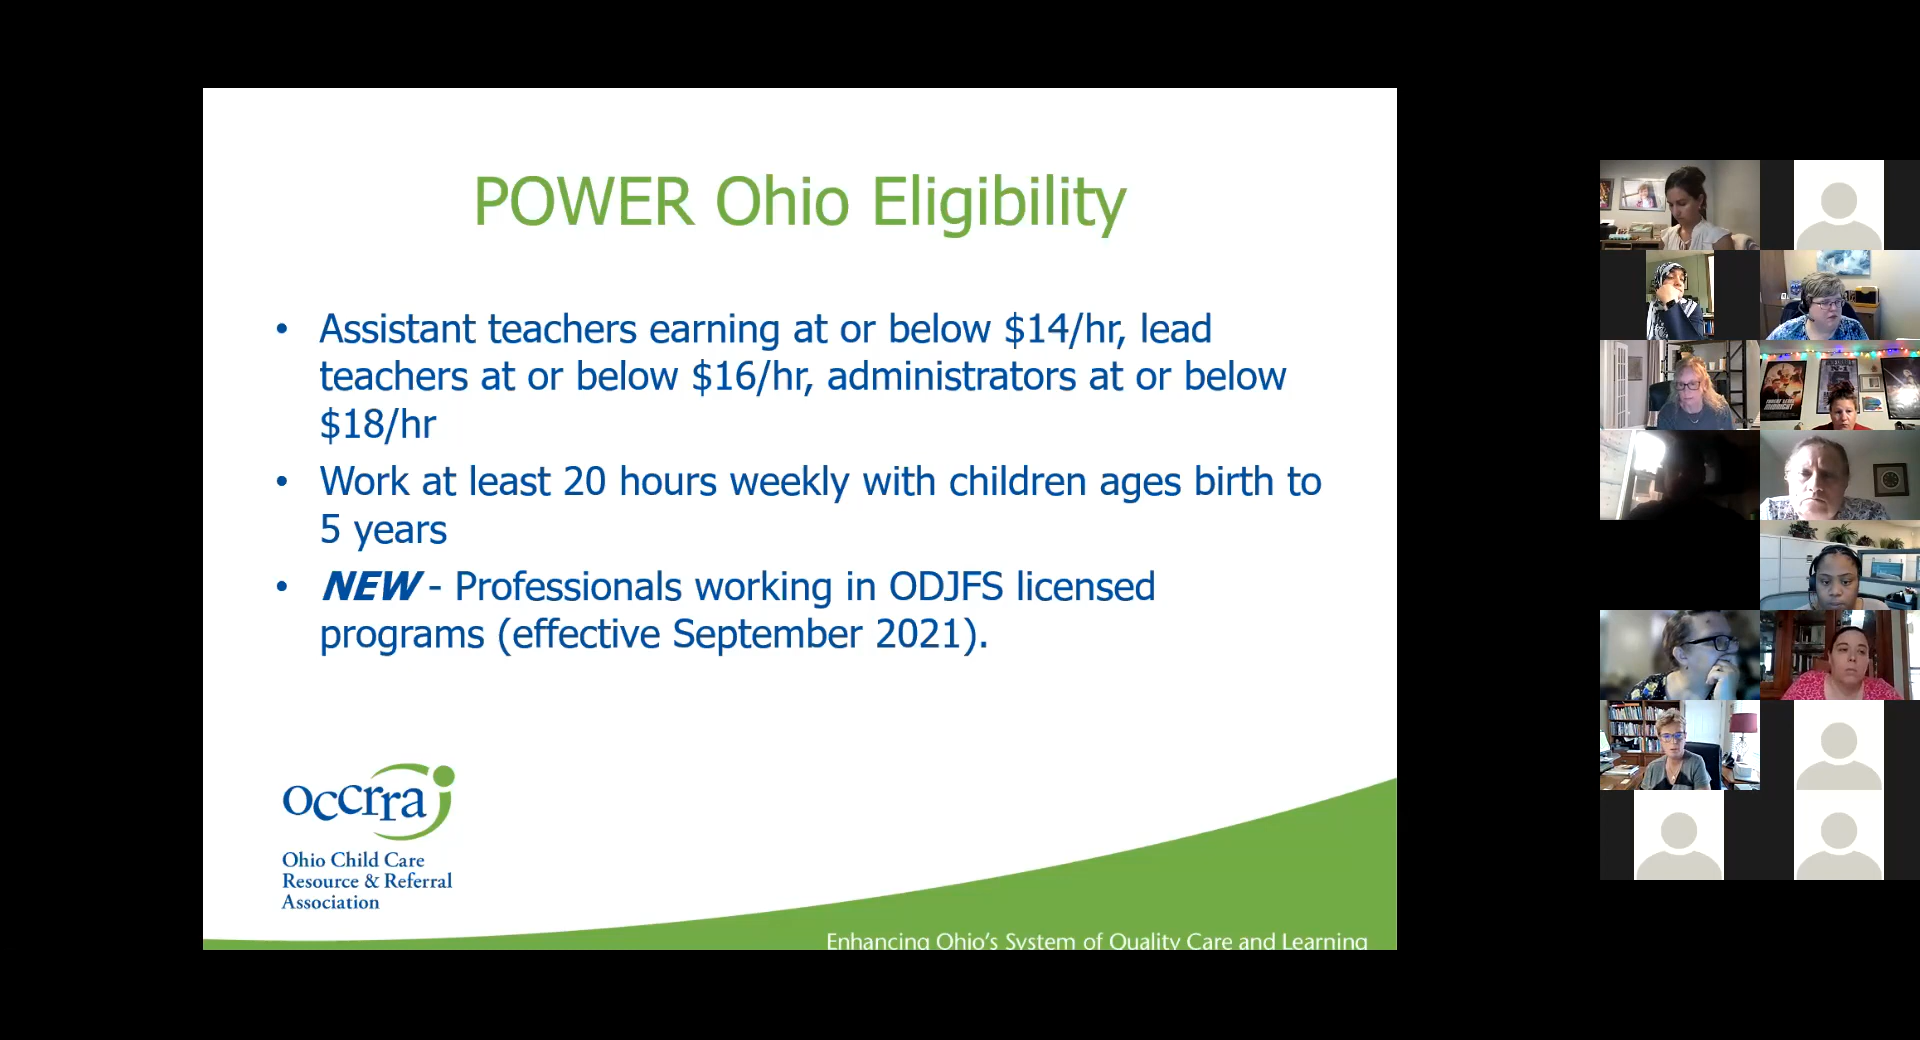 POWER Ohio Eligibility
• Assistant teachers earning at or below $14/hr, lead
teachers at or below $16/hr, administrators at or below
$18/hr
• Work at least 20 hours weekly with children ages birth to
5 years
• NEW - Professionals working in ODJFS licensed
programs (effective September 2021).
occrra
Ohio Child Care
Resource & Referral
Association
Enhancing Ohio's System of Quality Care and Learning